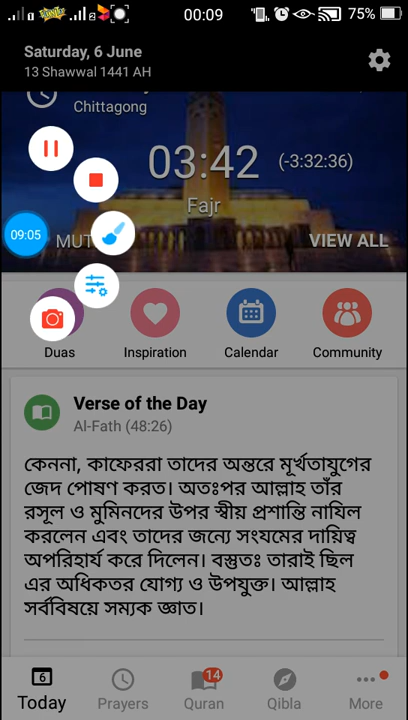 00:09
75%
Saturday, 6 June
13 Shawwal 1441 AH
Chittagong
03:42 (-3:32:36)
Fajr
09:05
MUT
VIEW ALL
Duas
Inspiration
Calendar
Community
Verse of the Day
Al-Fath (48:26)
কেননা, কাফেররা তাদের অন্তরে মূর্খতাযুগের
জেদ পোষণ করত। অতঃপর আল্লাহ তাঁর
রসূল ও মুমিনদের উপর স্বীয় প্রশান্তি নাযিল
করলেন এবং তাদের জন্যে সংযমের দায়িত্ব
অপরিহার্য করে দিলেন। বস্তুতঃ তারাই ছিল
এর অধিকতর যোগ্য ও উপযুক্ত। আল্লাহ
সর্ববিষয়ে সম্যক জ্ঞাত।
6
14
Today
Prayers
Quran
Qibla
More